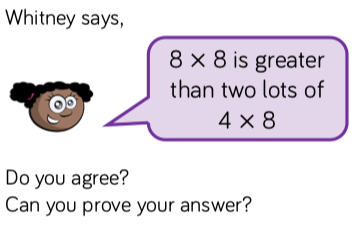 Whitney says,
8 × 8 is greater
than two lots of
4 × 8
Do you agree?
Can you prove your answer?